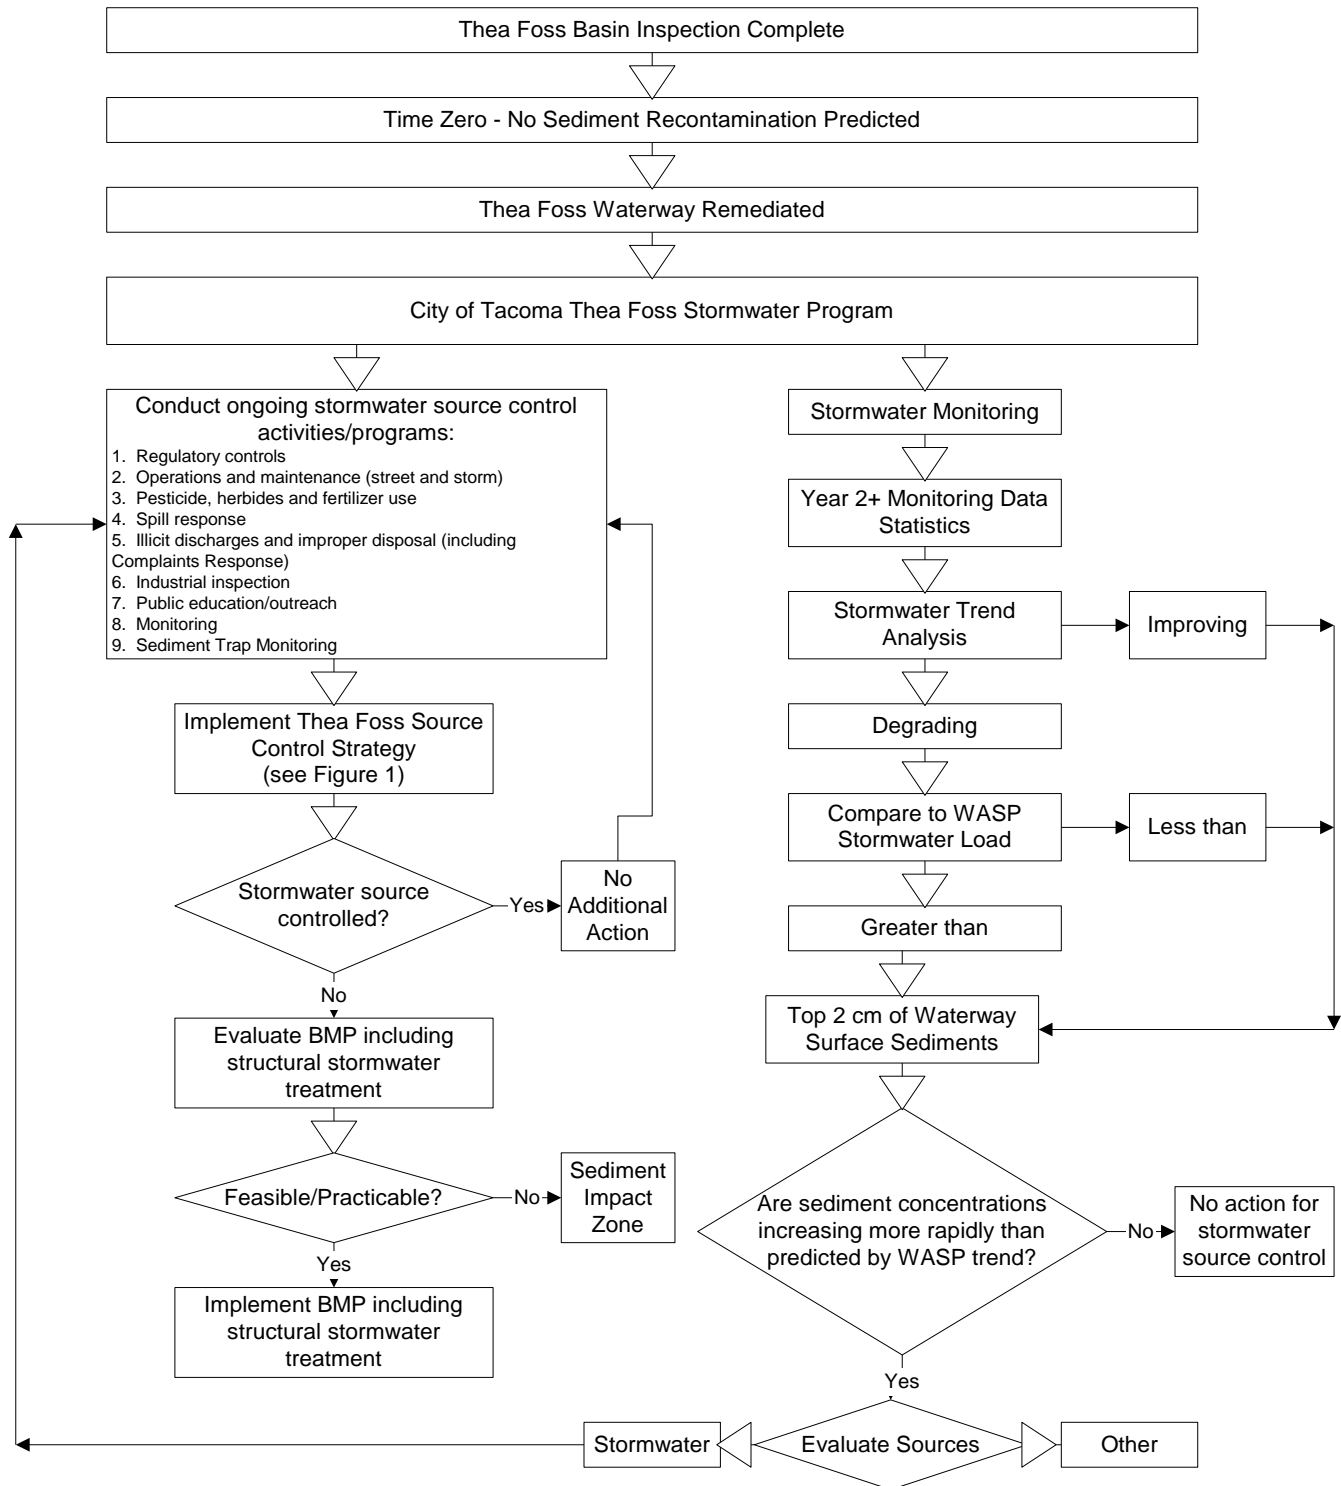 Thea Foss Basin Inspection Complete
Time Zero - No Sediment Recontamination Predicted
Thea Foss Waterway Remediated
City of Tacoma Thea Foss Stormwater Program
Conduct ongoing stormwater source control
activities/programs:
1. Regulatory controls
2. Operations and maintenance (street and storm)
3. Pesticide, herbides and fertilizer use
4. Spill response
5. Illicit discharges and improper disposal (including
Complaints Response)
6. Industrial inspection
7. Public education/outreach
8. Monitoring
9. Sediment Trap Monitoring
Implement Thea Foss Source
Control Strategy
(see Figure 1)
Stormwater source
controlled?
Yes
No
Additional
Action
No
Evaluate BMP including
structural stormwater
treatment
Feasible/Practicable?
No
Sediment
Impact
Zone
Yes
Implement BMP including
structural stormwater
treatment
Stormwater Monitoring
Year 2+ Monitoring Data
Statistics
Stormwater Trend
Analysis
Improving
Degrading
Compare to WASP
Stormwater Load
Less than
Greater than
Top 2 cm of Waterway
Surface Sediments
Are sediment concentrations
increasing more rapidly than
predicted by WASP trend?
No
No action for
stormwater
source control
Yes
Stormwater
Evaluate Sources
Other